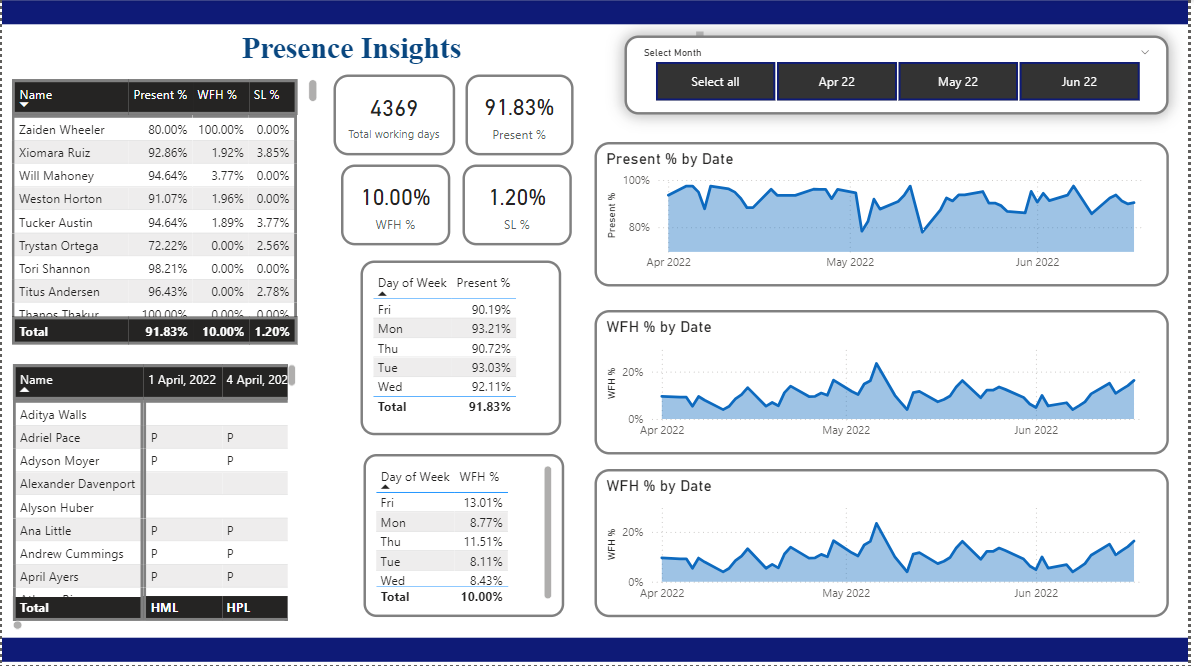 Presence Insights
Select Month
Select all Apr 22 May 22 Jun 22
Name Present % WFH % SL %
Zaiden Wheeler 80.00% 100.00% 0.00%
Xiomara Ruiz 92.86% 1.92% 3.85%
Will Mahoney 94.64% 3.77% 0.00%
Weston Horton 91.07% 1.96% 0.00%
Tucker Austin 94.64% 1.89% 3.77%
Trystan Ortega 72.22% 0.00% 2.56%
Tori Shannon 98.21% 0.00% 0.00%
Titus Andersen 96.43% 0.00% 2.78%
Thanos Thakur 100.00% 0.00% 0.00%
Total 91.83% 10.00% 1.20%
4369
Total working days
91.83%
Present %
10.00%
WFH %
1.20%
SL %
Name 1 April, 2022 4 April, 202
Aditya Walls
Adriel Pace P P
Adyson Moyer P P
Alexander Davenport
Alyson Huber
Ana Little P P
Andrew Cummings P P
April Ayers P P
Total HML HPL
Day of Week Present %
Fri 90.19%
Mon 93.21%
Thu 90.72%
Tue 93.03%
Wed 92.11%
Total 91.83%
Day of Week WFH %
Fri 13.01%
Mon 8.77%
Thu 11.51%
Tue 8.11%
Wed 8.43%
Total 10.00%
Present % by Date
Present %
100%
80%
Apr 2022 May 2022 Jun 2022
WFH % by Date
WFH %
20%
0%
Apr 2022 May 2022 Jun 2022
WFH % by Date
WFH %
20%
0%
Apr 2022 May 2022 Jun 2022